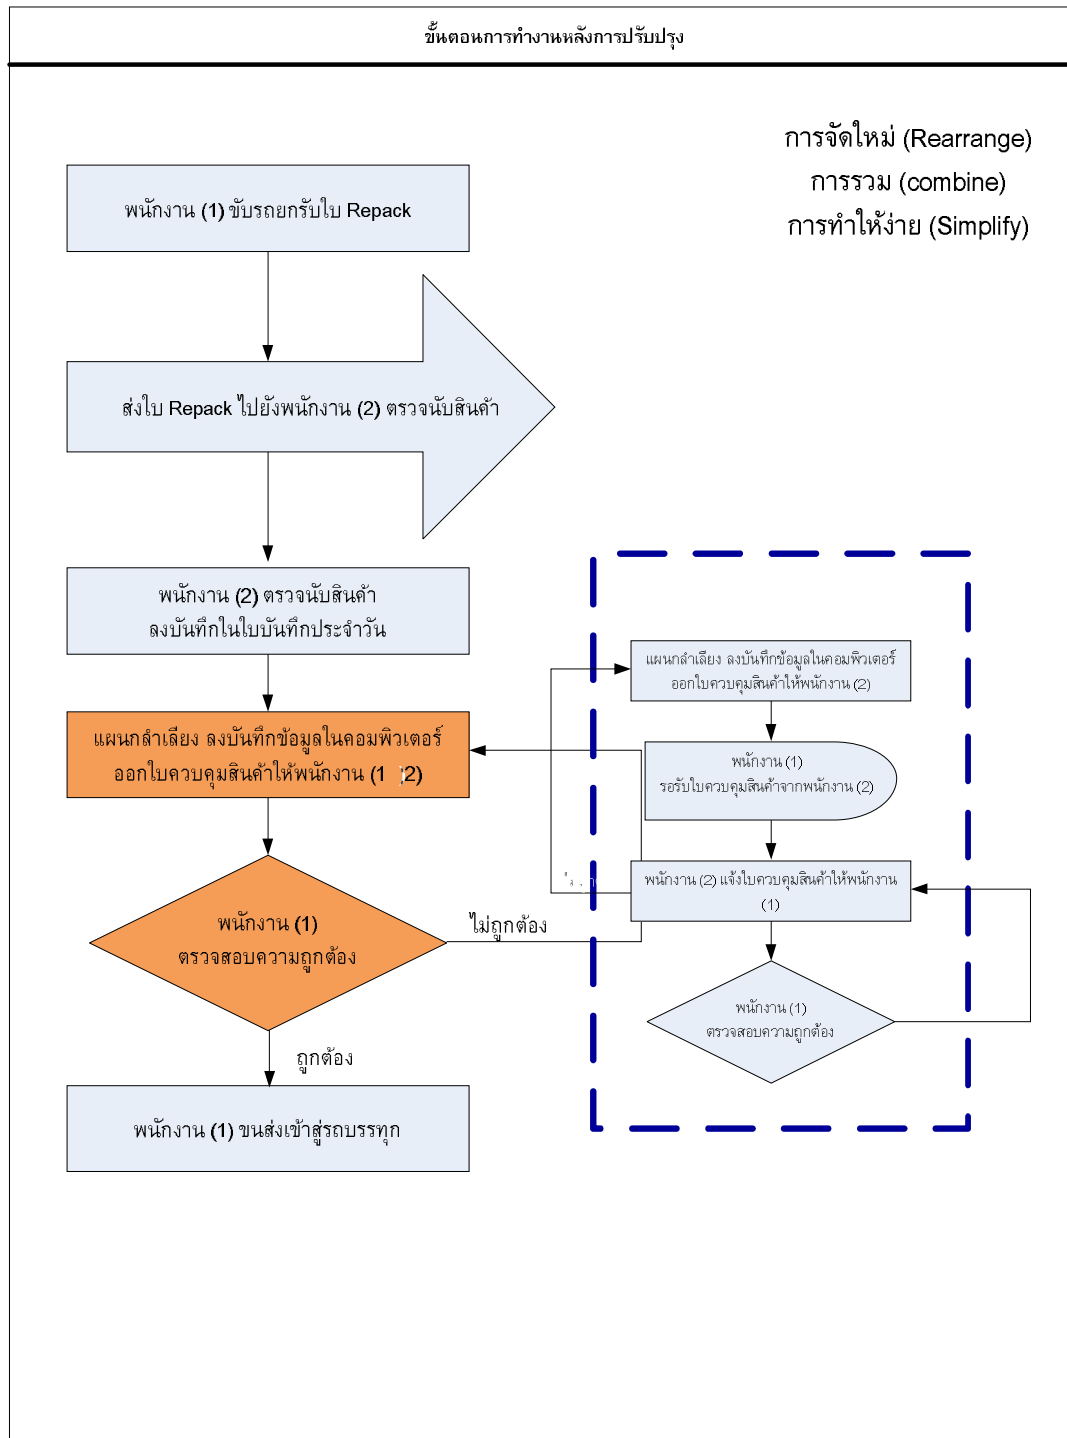 ขั้นตอนการทำงานหลังการปรับปรุง
การจัดใหม่ (Rearrange)
การรวม (combine)
การทำให้ง่าย (Simplify)
พนักงาน (1) ขับรถยกรับใบ Repack
ส่งใบ Repack ไปยังพนักงาน (2) ตรวจนับสินค้า
พนักงาน (2) ตรวจนับสินค้า
ลงบันทึกในใบบันทึกประจำวัน
แผนกลำเลียง ลงบันทึกข้อมูลในคอมพิวเตอร์
ออกใบควบคุมสินค้าให้พนักงาน (1 2)
พนักงาน (1)
ตรวจสอบความถูกต้อง
ไม่ถูกต้อง
ถูกต้อง
พนักงาน (1) ขนส่งเข้าสู่รถบรรทุก
แผนกลำเลียง ลงบันทึกข้อมูลในคอมพิวเตอร์
ออกใบควบคุมสินค้าให้พนักงาน (2)
พนักงาน (1)
รอรับใบควบคุมสินค้าจากพนักงาน (2)
พนักงาน (2) แจ้งใบควบคุมสินค้าให้พนักงาน
(1)
พนักงาน (1)
ตรวจสอบความถูกต้อง